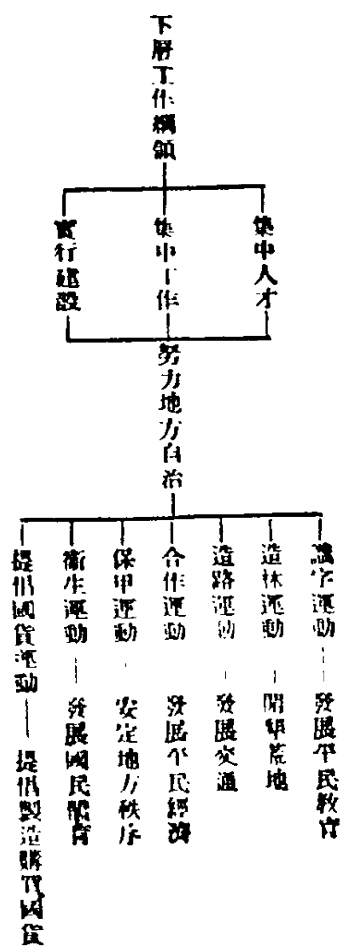 下層工作綱領
集中人才
集中工作
實行建設
努力地方自治
識字運動——發展平民教育
造林運動——開墾荒地
造路運動——發展交通
合作運動——發展平民經濟
保甲運動——安定地方秩序
衛生運動——發展國民體育
提倡國貨運動——提倡製造購買國貨